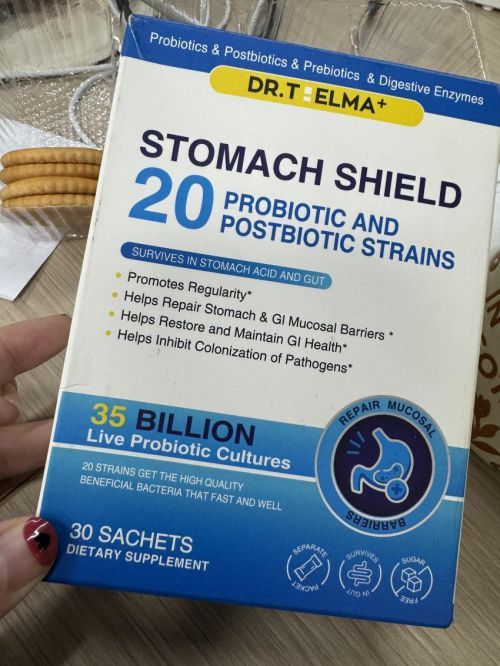 Probiotics & Postbiotics & Prebiotics & Digestive Enzymes
DR.T ELMA+
STOMACH SHIELD
20 PROBIOTIC AND
POSTBIOTIC STRAINS
SURVIVES IN STOMACH ACID AND GUT
• Promotes Regularity*
• Helps Repair Stomach & GI Mucosal Barriers *
• Helps Restore and Maintain GI Health*
• Helps Inhibit Colonization of Pathogens*
35 BILLION
Live Probiotic Cultures
20 STRAINS GET THE HIGH QUALITY
BENEFICIAL BACTERIA THAT FAST AND WELL
REPAIR MUCOSAL
BARRIERS
30 SACHETS
DIETARY SUPPLEMENT
SEPARATE
PACKET
SURVIVES
IN GUT
SUGAR
FREE